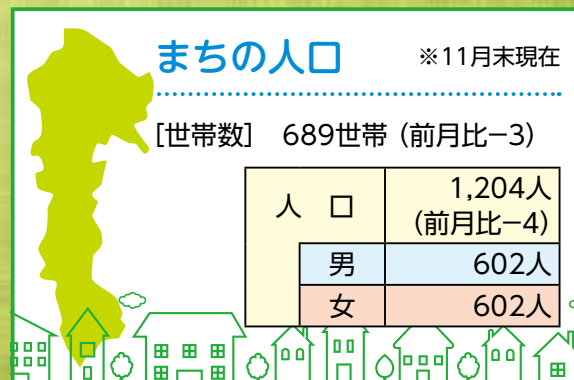 まちの人口 ※11月末現在
[世帯数] 689世帯（前月比−3）
人 口 1,204人
（前月比−4）
男 602人
女 602人